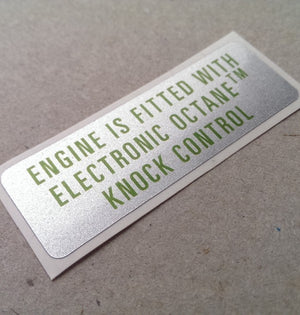 ENGINE IS FITTED WITH
ELECTRONIC OCTANE™
KNOCK CONTROL